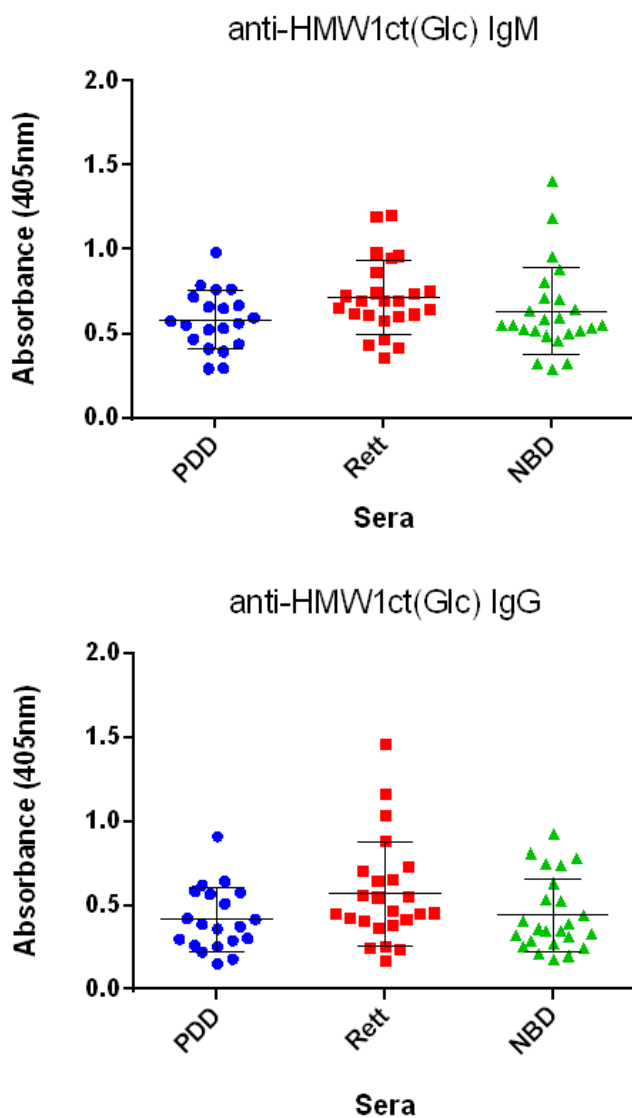 anti-HMW1ct(Glc) IgM
Absorbance (405nm)
2.0
1.5
1.0
0.5
0.0
PDD
Rett
NBD
Sera
anti-HMW1ct(Glc) IgG
Absorbance (405nm)
2.0
1.5
1.0
0.5
0.0
PDD
Rett
NBD
Sera